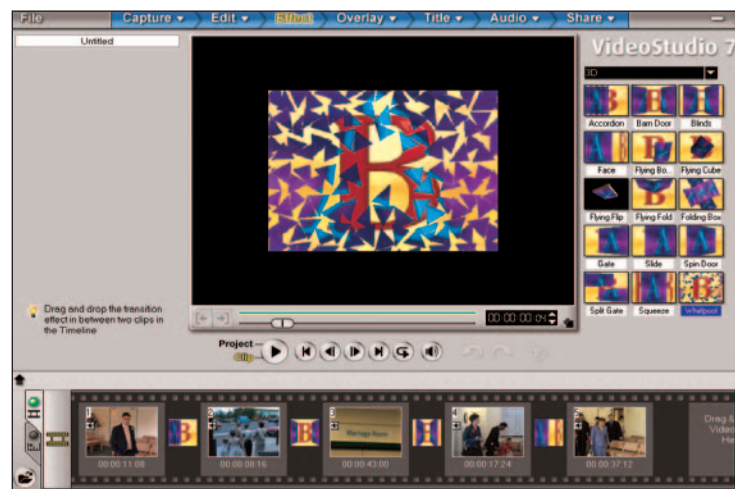 File Capture Edit Effect Overlay Title Audio Share
Untitled
VideoStudio 7
3D
Accordion Barn Door Blinds
Face Flying Bo... Flying Cube
Flying Flip Flying Fold Folding Box
Gate Slide Spin Door
Split Gate Squeeze Whirlpool
Drag and drop the transition
effect in between two clips in
the Timeline
00:00:00:04
Project
Clip
1 2 3 4 5
Marriage Room
Drag &
Video
He
00:00:11:08 00:00:08:16 00:00:43:00 00:00:17:24 00:00:37:12